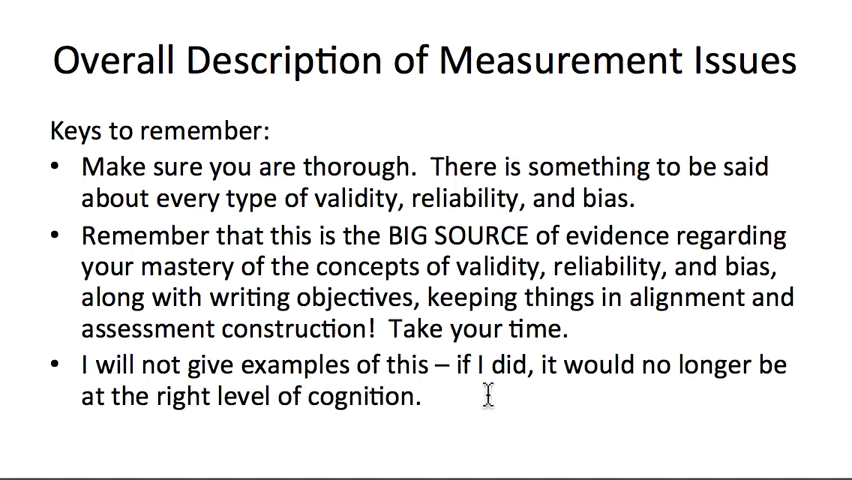 Overall Description of Measurement Issues
Keys to remember:
• Make sure you are thorough.  There is something to be said
about every type of validity, reliability, and bias.
• Remember that this is the BIG SOURCE of evidence regarding
your mastery of the concepts of validity, reliability, and bias,
along with writing objectives, keeping things in alignment and
assessment construction!  Take your time.
• I will not give examples of this – if I did, it would no longer be
at the right level of cognition.